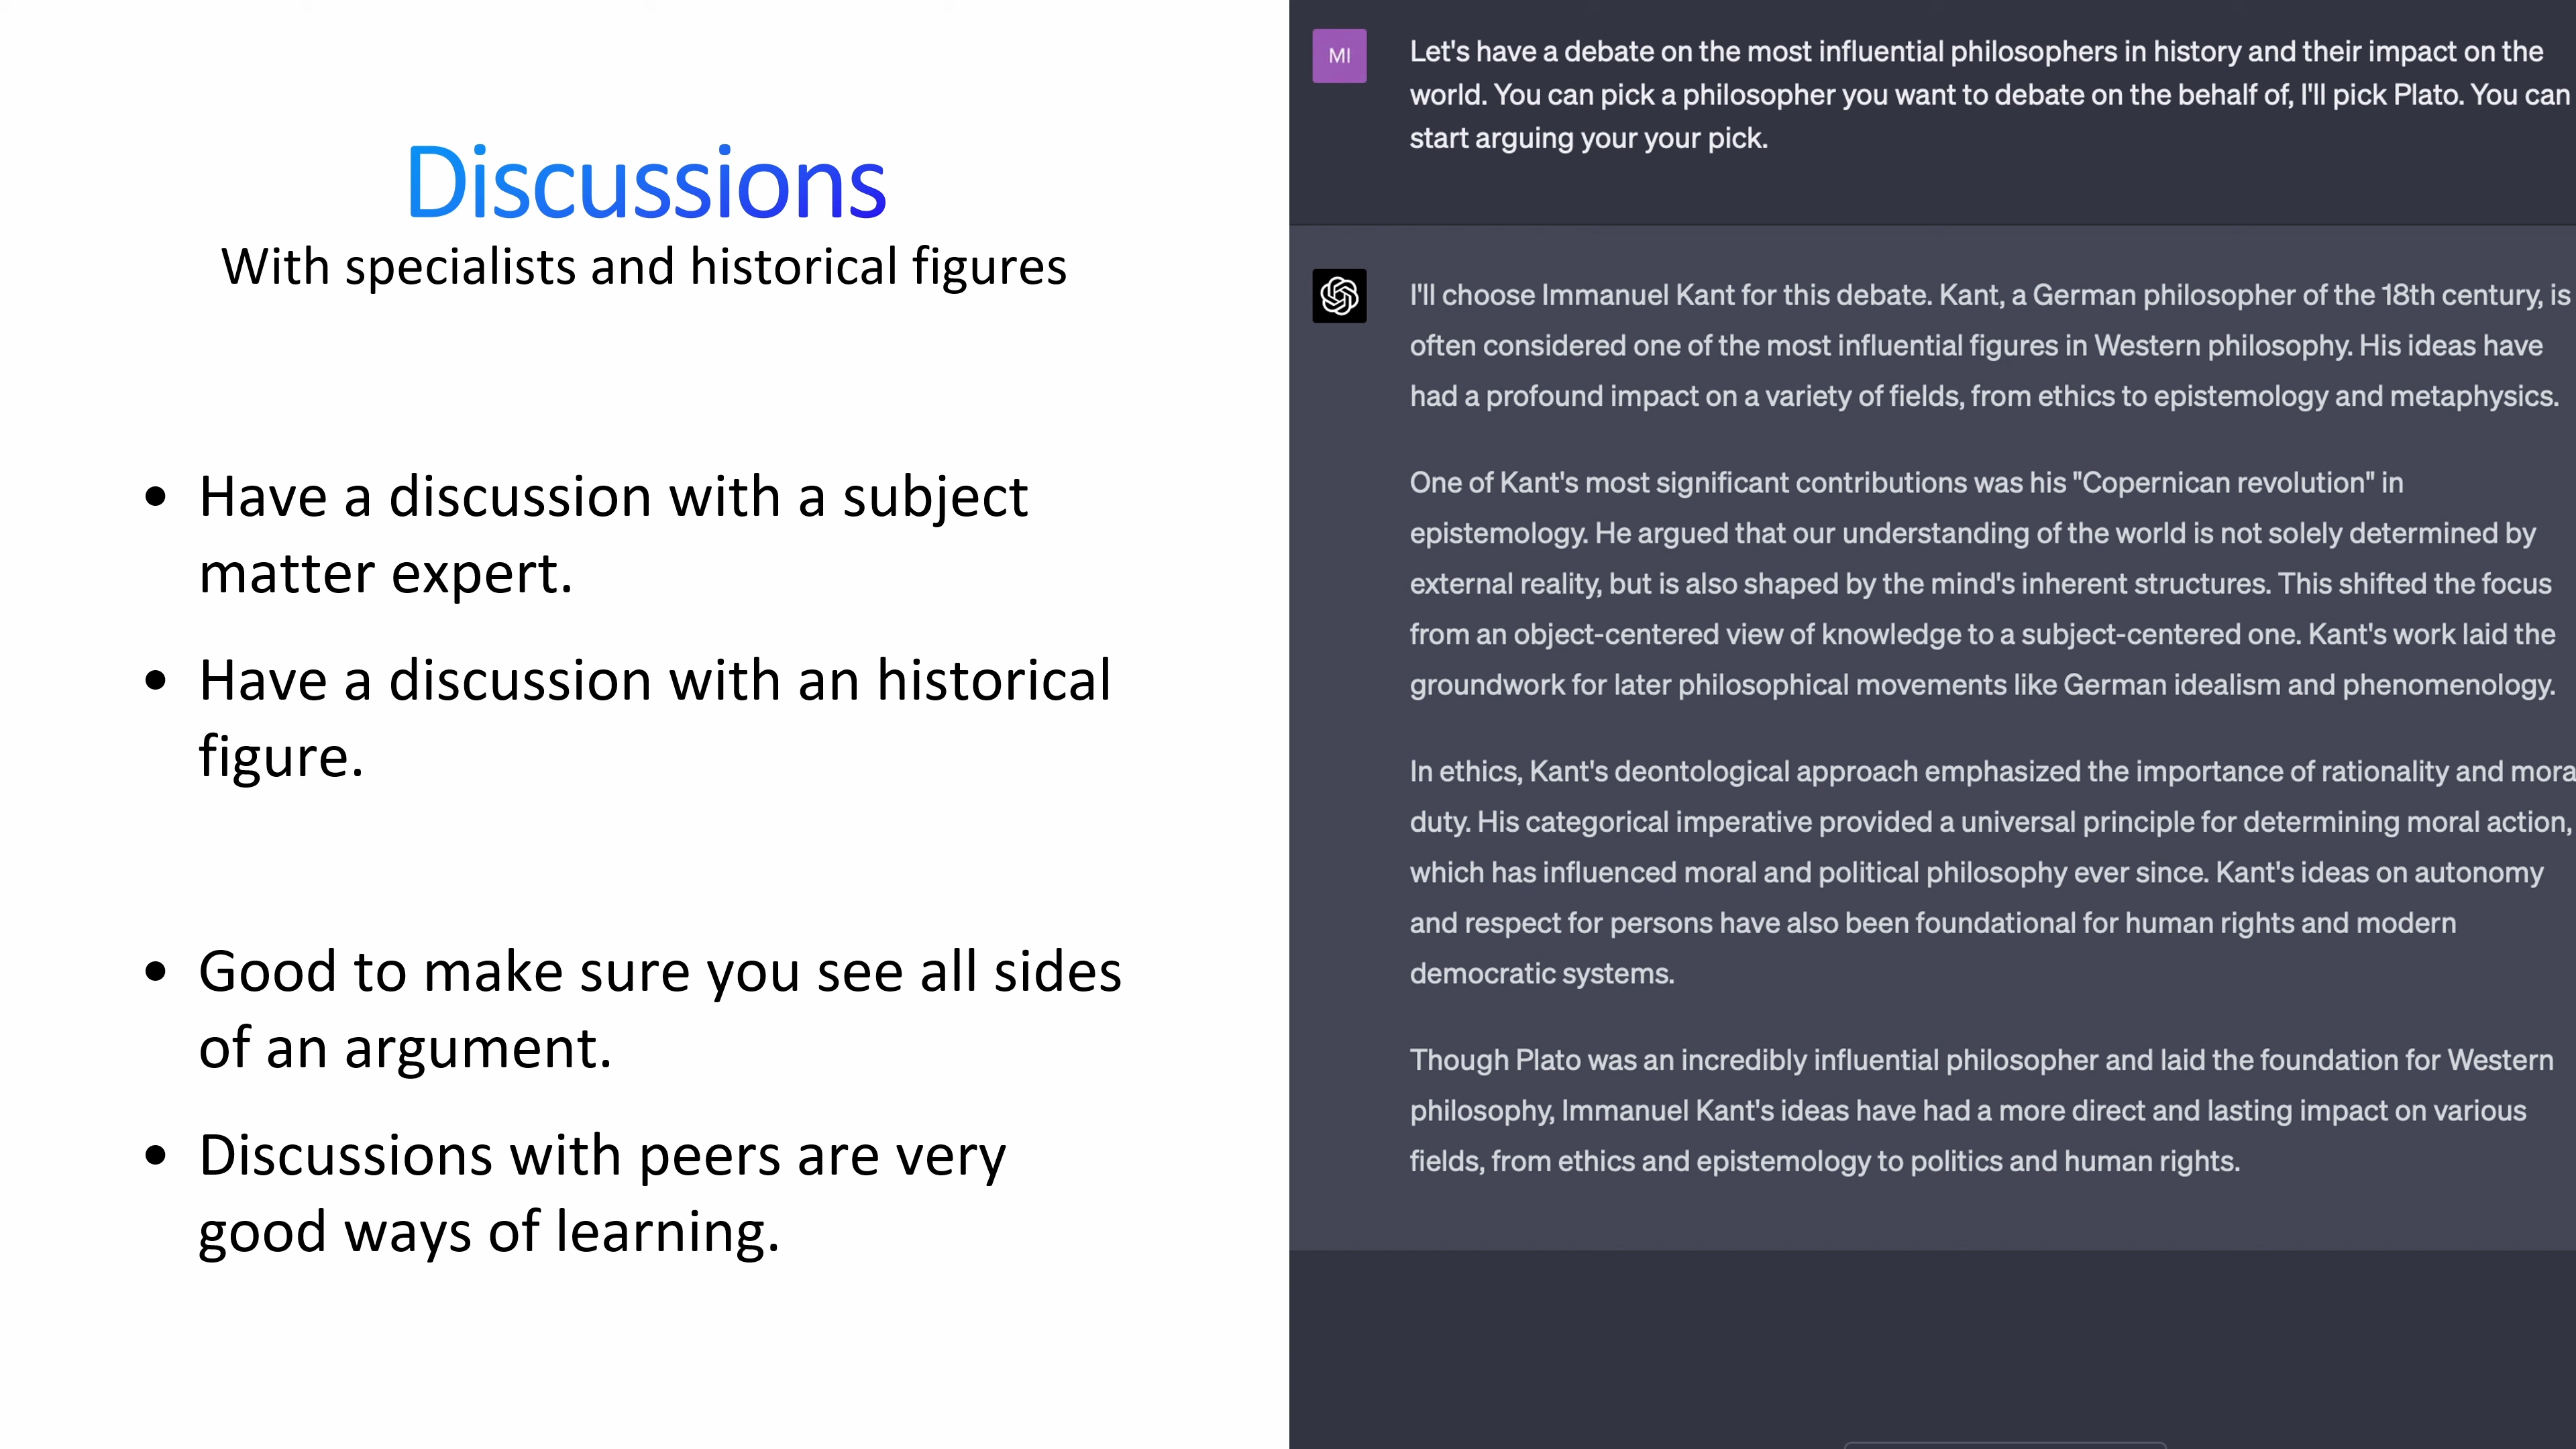 Discussions
With specialists and historical figures
• Have a discussion with a subject
matter expert.
• Have a discussion with an historical
figure.
• Good to make sure you see all sides
of an argument.
• Discussions with peers are very
good ways of learning.
MI
Let's have a debate on the most influential philosophers in history and their impact on the
world. You can pick a philosopher you want to debate on the behalf of, I'll pick Plato. You can
start arguing your your pick.
I'll choose Immanuel Kant for this debate. Kant, a German philosopher of the 18th century, is
often considered one of the most influential figures in Western philosophy. His ideas have
had a profound impact on a variety of fields, from ethics to epistemology and metaphysics.
One of Kant's most significant contributions was his "Copernican revolution" in
epistemology. He argued that our understanding of the world is not solely determined by
external reality, but is also shaped by the mind's inherent structures. This shifted the focus
from an object-centered view of knowledge to a subject-centered one. Kant's work laid the
groundwork for later philosophical movements like German idealism and phenomenology.
In ethics, Kant's deontological approach emphasized the importance of rationality and mora
duty. His categorical imperative provided a universal principle for determining moral action,
which has influenced moral and political philosophy ever since. Kant's ideas on autonomy
and respect for persons have also been foundational for human rights and modern
democratic systems.
Though Plato was an incredibly influential philosopher and laid the foundation for Western
philosophy, Immanuel Kant's ideas have had a more direct and lasting impact on various
fields, from ethics and epistemology to politics and human rights.